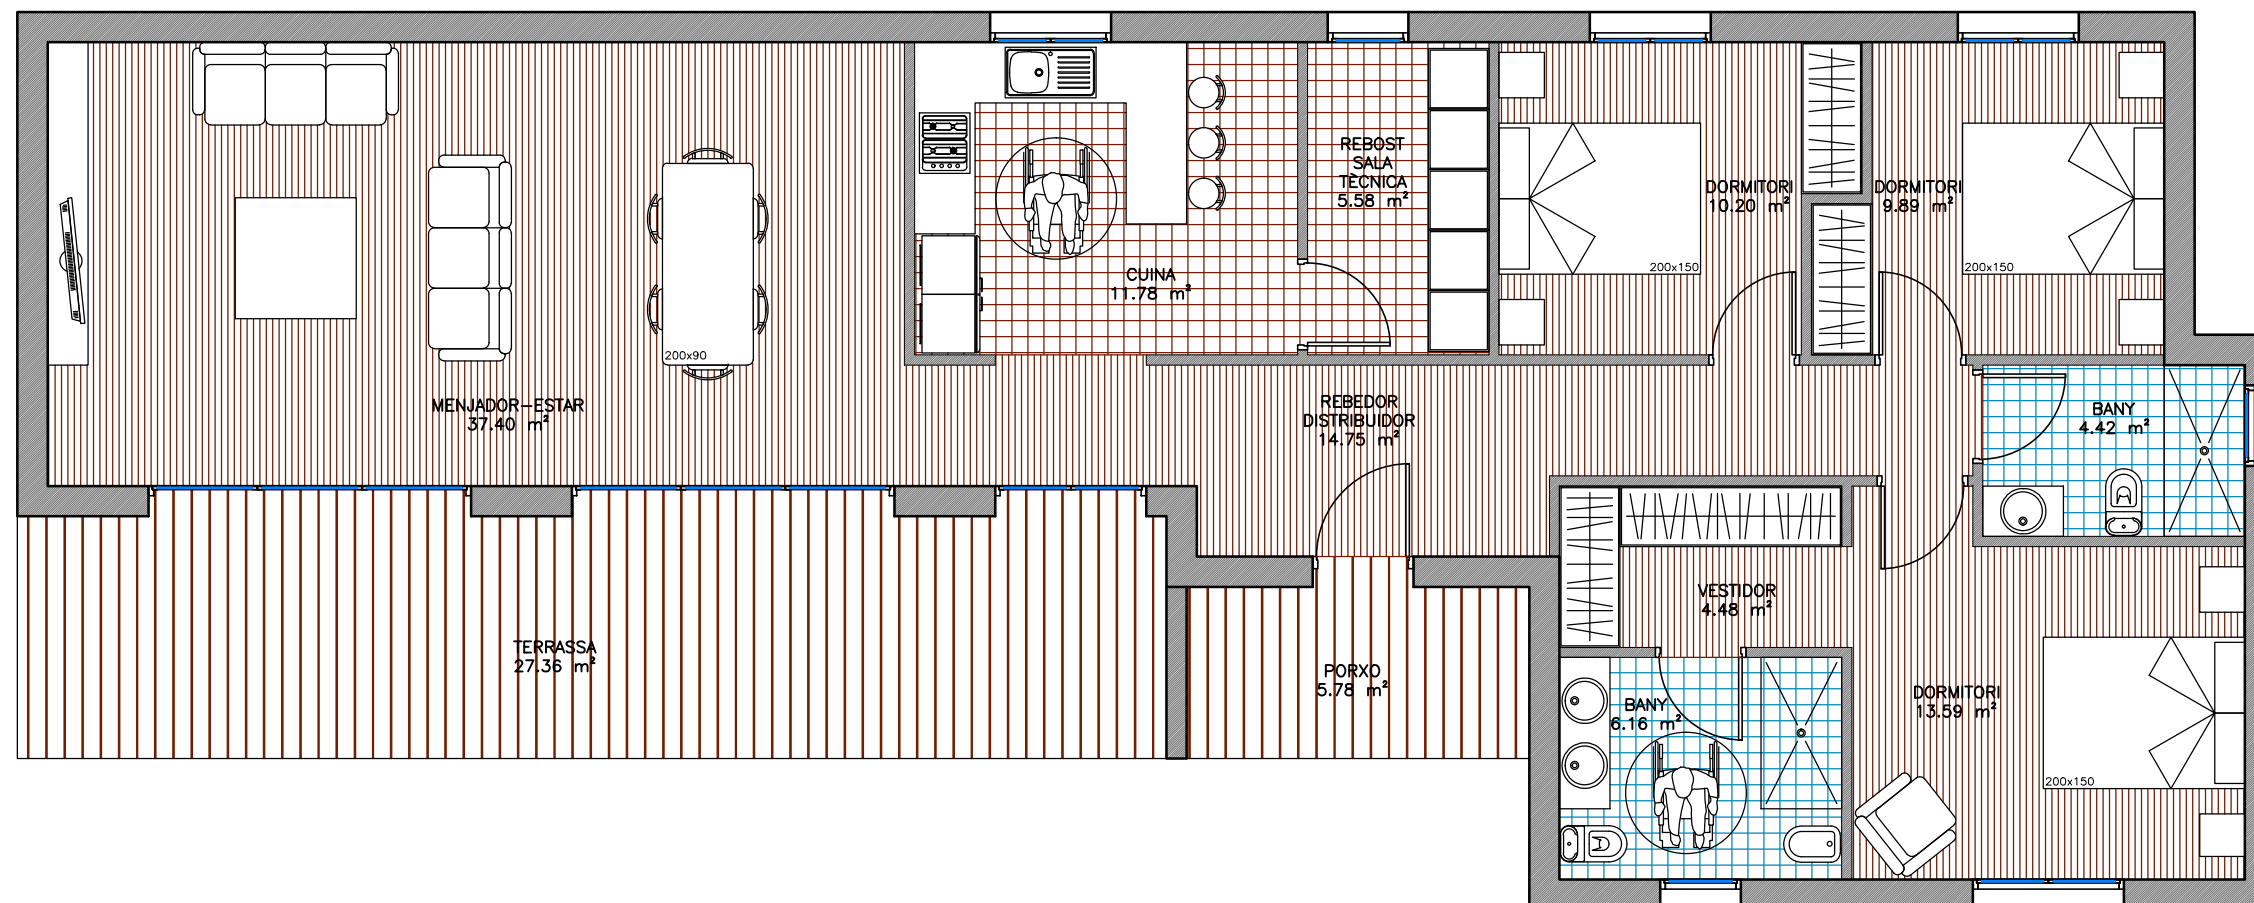 REBOST
SALA
TÈCNICA
5.58 m²
DORMITORI
10.20 m²
DORMITORI
9.89 m²
200x150
200x150
CUINA
11.78 m²
200x90
MENJADOR-ESTAR
37.40 m²
REBEDOR
DISTRIBUIDOR
14.75 m²
BANY
4.42 m²
VESTIDOR
4.48 m²
TERRASSA
27.36 m²
PORXO
5.78 m²
BANY
6.16 m²
DORMITORI
13.59 m²
200x150